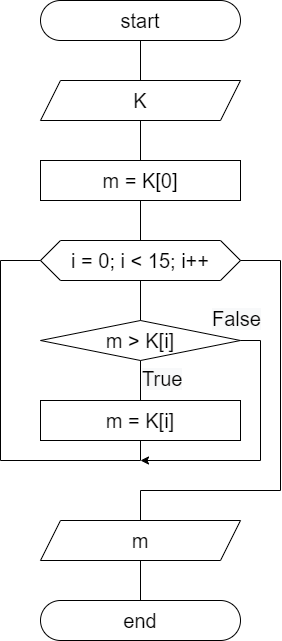 start
K
m = K[0]
i = 0; i < 15; i++
False
m > K[i]
True
m = K[i]
m
end